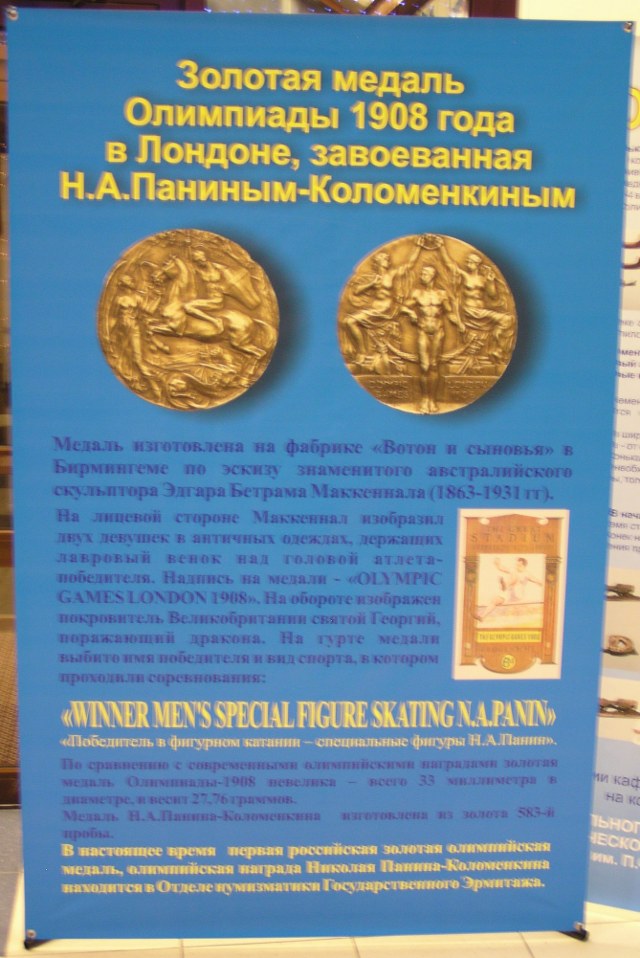 Золотая медаль
Олимпиады 1908 года
в Лондоне, завоеванная
Н.А.Паниным-Коломенкиным
Медаль изготовлена на фабрике «Вотон и сыновья» в
Бирмингеме по эскизу знаменитого австралийского
скульптора Эдгара Бетрама Маккеннала (1863-1931 гг).
На лицевой стороне Маккеннал изобразил
двух девушек в античных одеждах, держащих
лавровый венок над головой атлета-
победителя. Надпись на медали - «OLYMPIC
GAMES LONDON 1908». На обороте изображен
покровитель Великобритании святой Георгий,
поражающий дракона. На гурте медали
выбито имя победителя и вид спорта, в котором
проходили соревнования:
STADIUM
«WINNER MEN'S SPECIAL FIGURE SKATING N.A.PANIN»
«Победитель в фигурном катании – специальные фигуры Н.А.Панин».
По сравнению с современными олимпийскими наградами золотая
медаль Олимпиады-1908 невелика – всего 33 миллиметра в
диаметре, и весит 27,76 граммов.
Медаль Н.А.Панина-Коломенкина изготовлена из золота 583-й
пробы.
В настоящее время первая российская золотая олимпийская
медаль, олимпийская награда Николая Панина-Коломенкина
находится в Отделе нумизматики Государственного Эрмитажа.